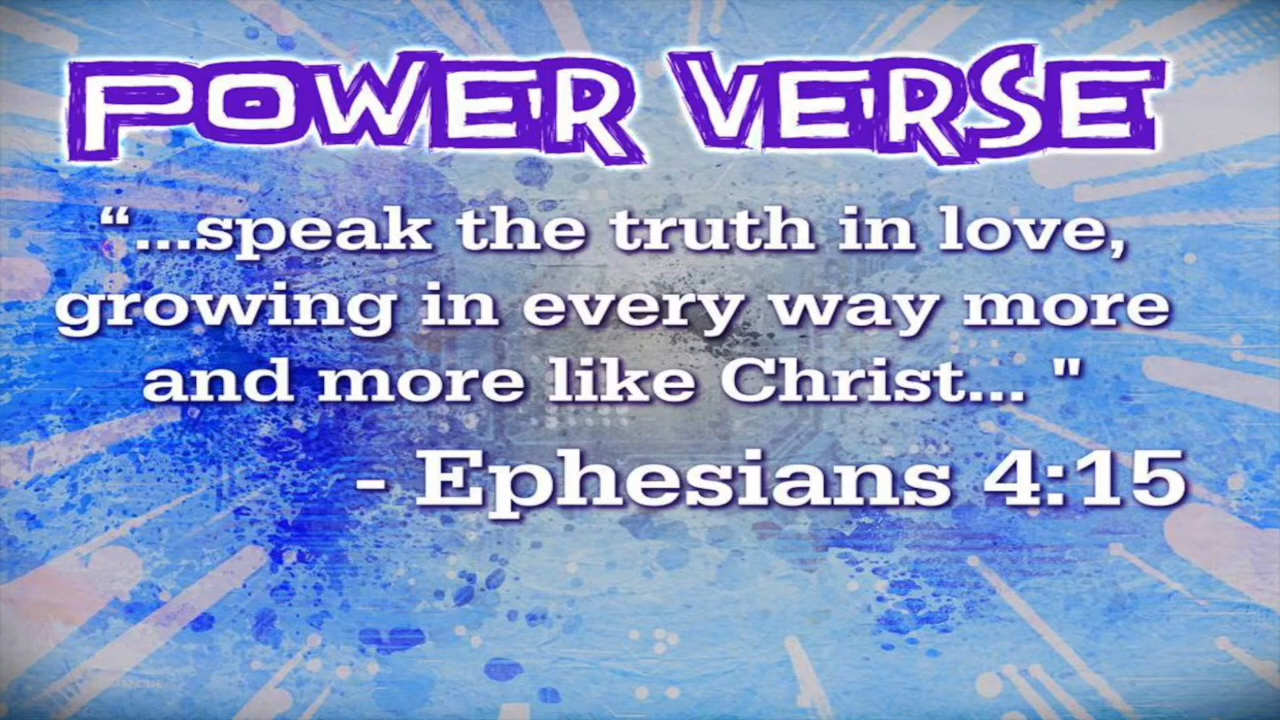 POWER VERSE
“...speak the truth in love,
growing in every way more
and more like Christ... "
- Ephesians 4:15